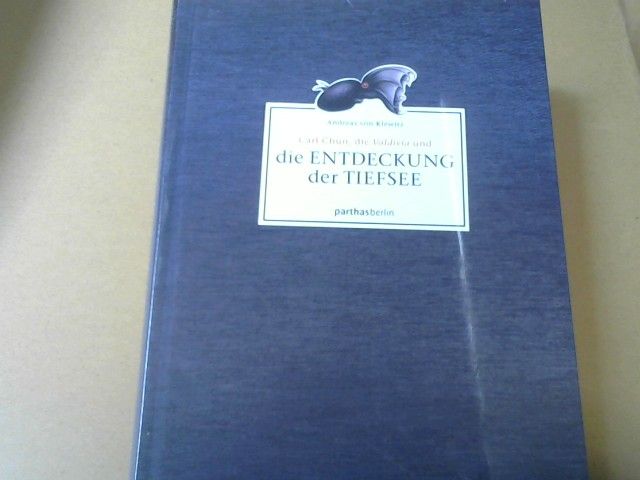 Andreas von Klewitz
Carl Chun, die Valdivia und
die ENTDECKUNG
der TIEFSEE
parthasberlin